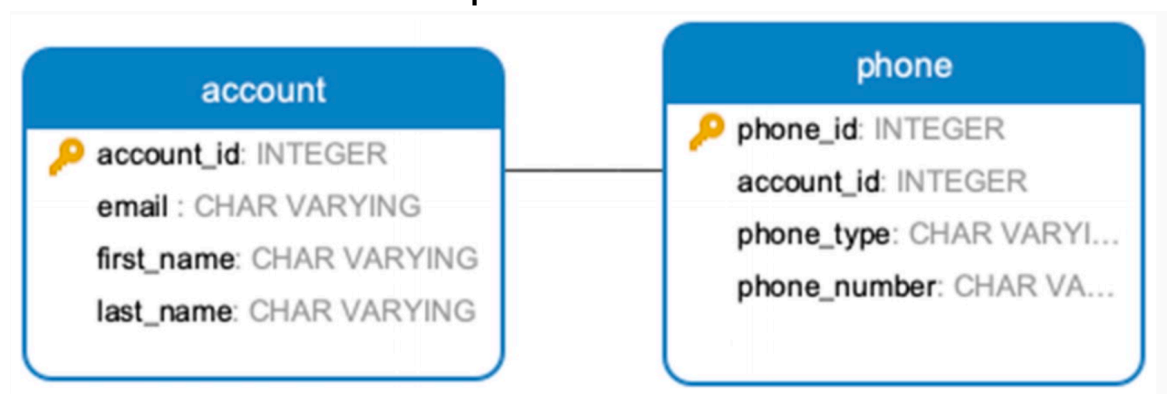 account
account_id: INTEGER
email : CHAR VARYING
first_name: CHAR VARYING
last_name: CHAR VARYING
phone
phone_id: INTEGER
account_id: INTEGER
phone_type: CHAR VARYI...
phone_number: CHAR VA...